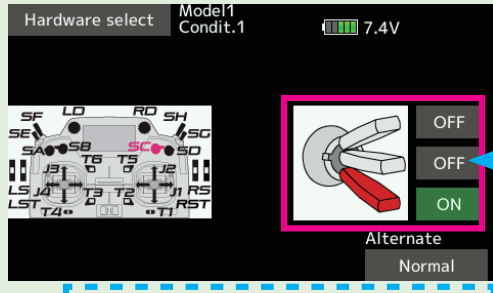 Hardware select
Model1
Condit.1
7.4V
LD RD
SF SH
SE SG
SA SB SC SD
T6 T5
J3 J2
LS J4 T3 T2 J1 RS
LST RST
T4 T1
OFF
OFF
ON
Alternate
Normal